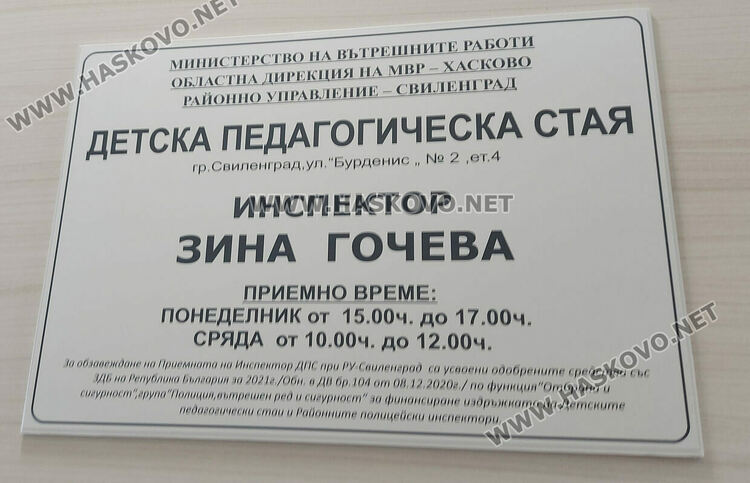 МИНИСТЕРСТВО НА ВЪТРЕШНИТЕ РАБОТИ
ОБЛАСТНА ДИРЕКЦИЯ НА МВР – ХАСКОВО
РАЙОННО УПРАВЛЕНИЕ – СВИЛЕНГРАД
ДЕТСКА ПЕДАГОГИЧЕСКА СТАЯ
гр.Свиленград,ул."Бурденис „ № 2 ,ет.4
ИНСПЕКТОР
ЗИНА ГОЧЕВА
ПРИЕМНО ВРЕМЕ:
ПОНЕДЕЛНИК от 15.00ч. до 17.00ч.
СРЯДА от 10.00ч. до 12.00ч.
За обзавеждане на Приемната на Инспектор ДПС при РУ-Свиленград са усвоени одобрените средства със
ЗДБ на Република България за 2021г./Обн. в ДВ бр.104 от 08.12.2020г./ по функция"Отбрана и
сигурност",група"Полиция,вътрешен ред и сигурност" за финансиране издръжката на Детските
педагогически стаи и Районните полицейски инспектори.
WWW.HASKOVO.NET
WWW.HASKOVO.NET
WWW.HASKOVO.NET